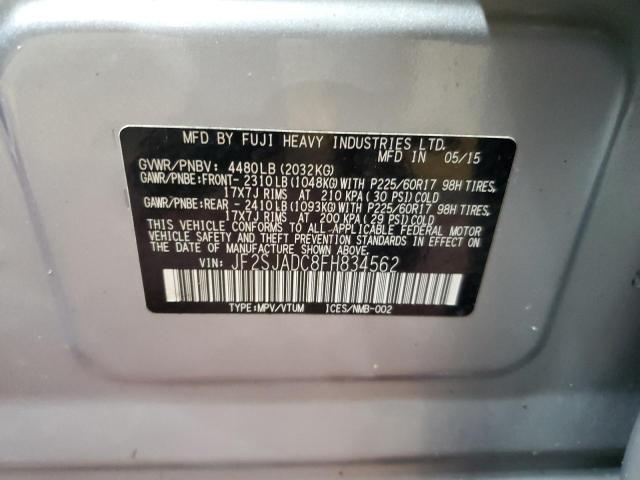 MFD BY FUJI HEAVY INDUSTRIES LTD.
MFD IN 05/15
GVWR/PNBV: 4480LB (2032KG)
GAWR/PNBE:FRONT- 2310LB (1048KG) WITH P225/60R17 98H TIRES,
17X7J RIMS AT 210 KPA (30 PSI) COLD
GAWR/PNBE:REAR - 2410LB (1093KG) WITH P225/60R17 98H TIRES,
17X7J RIMS AT 200 KPA (29 PSI) COLD
THIS VEHICLE CONFORMS TO ALL APPLICABLE FEDERAL MOTOR
VEHICLE SAFETY AND THEFT PREVENTION STANDARDS IN EFFECT ON
THE DATE OF MANUFACTURE SHOWN ABOVE.
VIN: JF2SJADC8FH834562
TYPE:MPV/VTUM ICES/NMB-002